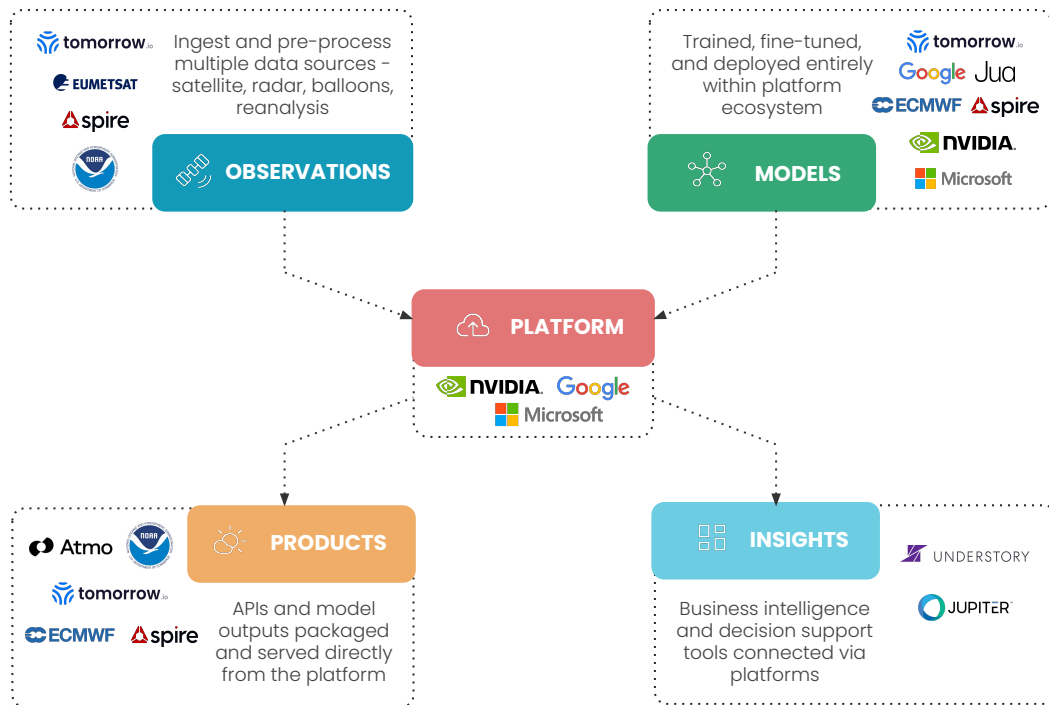 tomorrow.io
EUMETSAT
spire
NOAA
Ingest and pre-process
multiple data sources -
satellite, radar, balloons,
reanalysis
OBSERVATIONS
Trained, fine-tuned,
and deployed entirely
within platform
ecosystem
tomorrow.io
Google Jua
ECMWF spire
NVIDIA.
Microsoft
MODELS
PLATFORM
NVIDIA. Google
Microsoft
Atmo NOAA
tomorrow.io
ECMWF spire
PRODUCTS
APIs and model
outputs packaged
and served directly
from the platform
INSIGHTS
Business intelligence
and decision support
tools connected via
platforms
UNDERSTORY
JUPITER